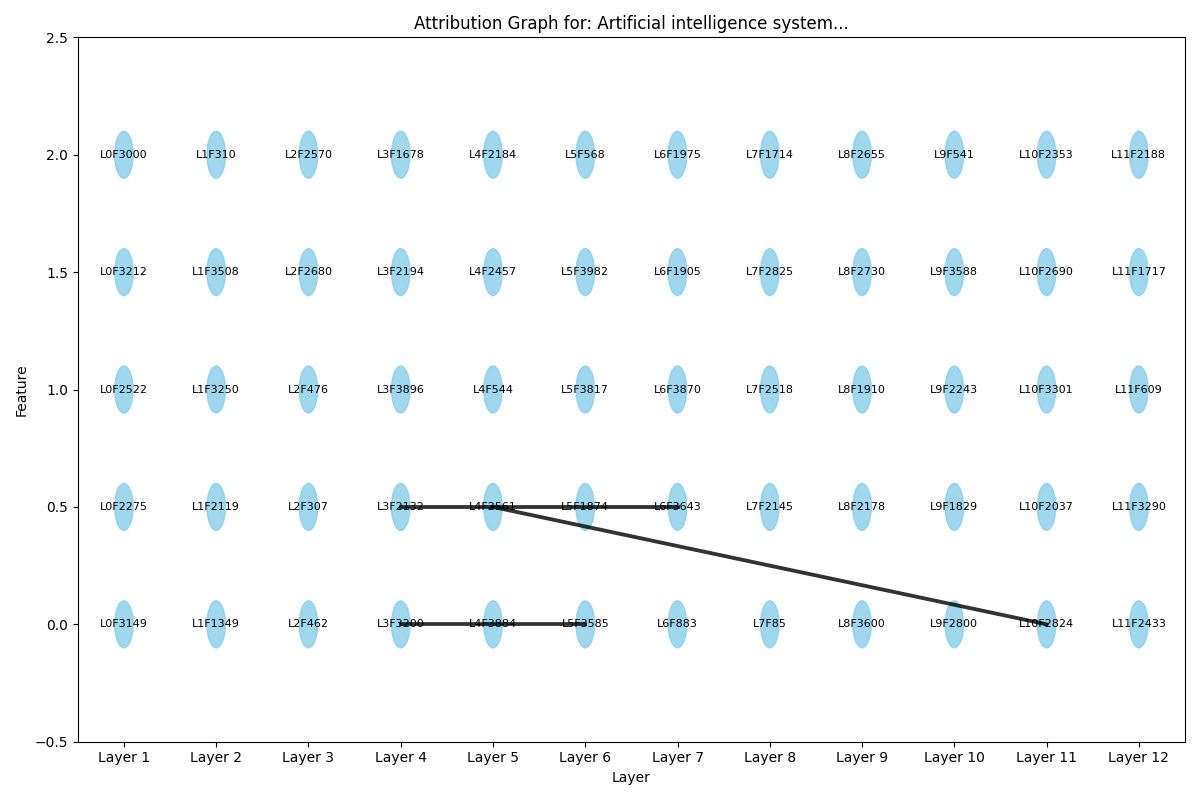 Attribution Graph for: Artificial intelligence system...
2.5
2.0
1.5
1.0
0.5
0.0
−0.5
Feature
L0F3000 L1F310 L2F2570 L3F1678 L4F2184 L5F568 L6F1975 L7F1714 L8F2655 L9F541 L10F2353 L11F2188
L0F3212 L1F3508 L2F2680 L3F2194 L4F2457 L5F3982 L6F1905 L7F2825 L8F2730 L9F3588 L10F2690 L11F1717
L0F2522 L1F3250 L2F476 L3F3896 L4F544 L5F3817 L6F3870 L7F2518 L8F1910 L9F2243 L10F3301 L11F609
L0F2275 L1F2119 L2F307 L3F2132 L4F2561 L5F1874 L6F3643 L7F2145 L8F2178 L9F1829 L10F2037 L11F3290
L0F3149 L1F1349 L2F462 L3F3200 L4F3884 L6F883 L7F85 L8F3600 L9F2800 L10F2824 L11F2433
Layer 1 Layer 2 Layer 3 Layer 4 Layer 5 Layer 6 Layer 7 Layer 8 Layer 9 Layer 10 Layer 11 Layer 12
Layer